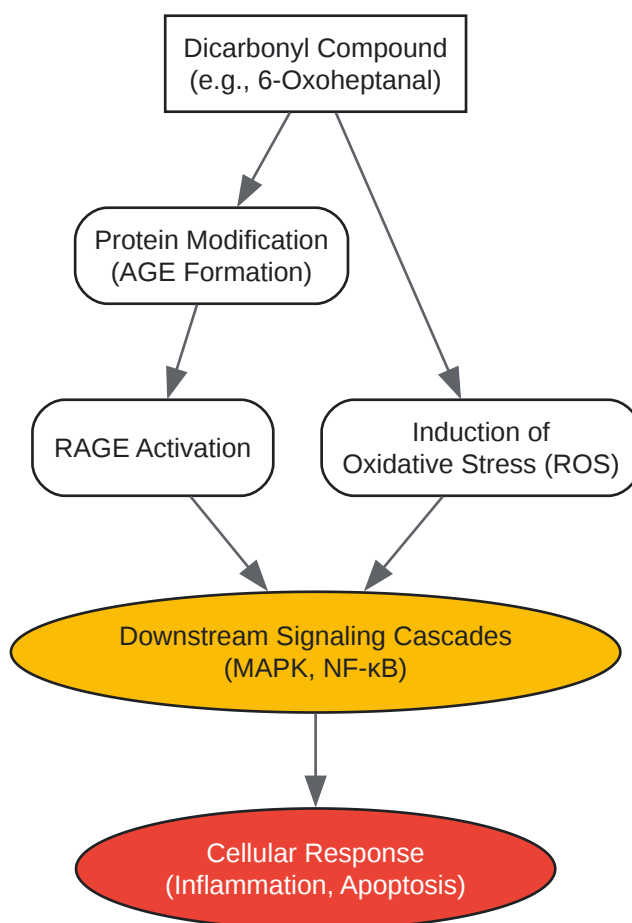 Dicarbonyl Compound
(e.g., 6-Oxoheptanal)
Protein Modification
(AGE Formation)
RAGE Activation
Induction of
Oxidative Stress (ROS)
Downstream Signaling Cascades
(MAPK, NF-κB)
Cellular Response
(Inflammation, Apoptosis)